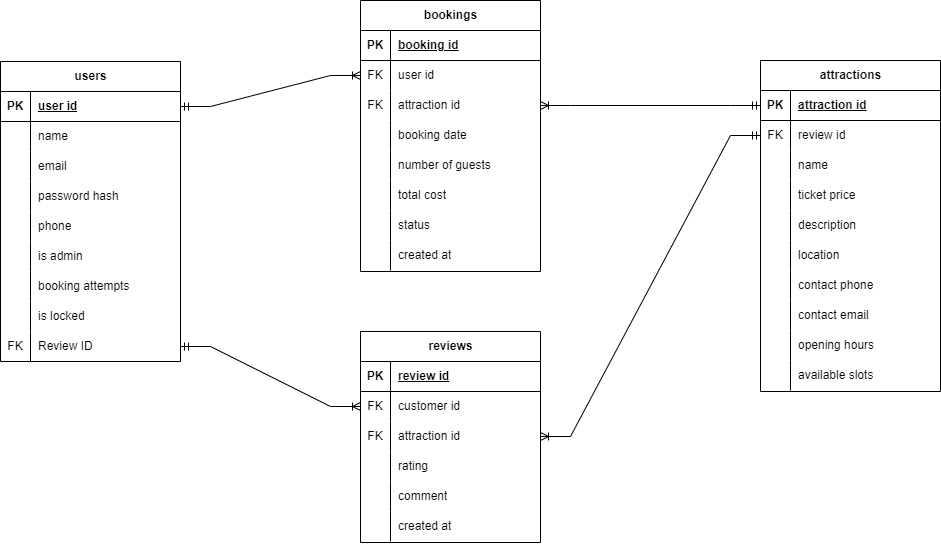 users
PK user id
name
email
password hash
phone
is admin
booking attempts
is locked
FK Review ID
bookings
PK booking id
FK user id
FK attraction id
booking date
number of guests
total cost
status
created at
reviews
PK review id
FK customer id
FK attraction id
rating
comment
created at
attractions
PK attraction id
FK review id
name
ticket price
description
location
contact phone
contact email
opening hours
available slots